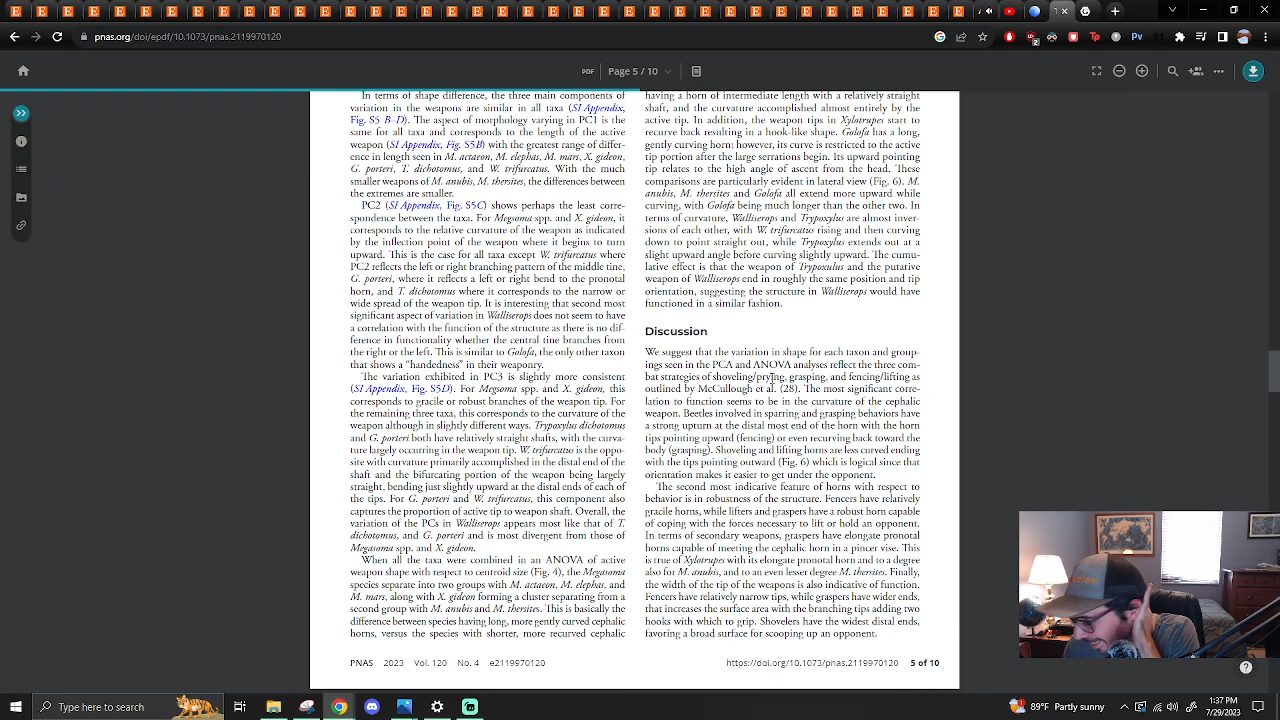 pnas.org/doi/epdf/10.1073/pnas.2119970120
PDF
Page 5 / 10
In terms of shape difference, the three main components of
variation in the weapons are similar in all taxa (SI Appendix,
Fig. S5 B–D). The aspect of morphology varying in PC1 is the
same for all taxa and corresponds to the length of the active
weapon (SI Appendix, Fig. S5B) with the greatest range of differ-
ence in length seen in M. actaeon, M. elephas, M. mars, X. gideon,
G. porteri, T. dichotomus, and W. trifurcatus. With the much
smaller weapons of M. anubis, M. thersites, the differences between
the extremes are smaller.
PC2 (SI Appendix, Fig. S5C) shows perhaps the least corre-
spondence between the taxa. For Megsoma spp. and X. gideon, it
corresponds to the relative curvature of the weapon as indicated
by the inflection point of the weapon where it begins to turn
upward. This is the case for all taxa except W. trifurcatus where
PC2 reflects the left or right branching pattern of the middle tine,
G. porteri, where it reflects a left or right bend to the pronotal
horn, and T. dichotomus where it corresponds to the narrow or
wide spread of the weapon tip. It is interesting that second most
significant aspect of variation in Walliserops does not seem to have
a correlation with the function of the structure as there is no dif-
ference in functionality whether the central tine branches from
the right or the left. This is similar to Golofa, the only other taxon
that shows a “handedness” in their weaponry.
The variation exhibited in PC3 is slightly more consistent
(SI Appendix, Fig. S5D). For Megsoma spp. and X. gideon, this
corresponds to gracile or robust branches of the weapon tip. For
the remaining three taxa, this corresponds to the curvature of the
weapon although in slightly different ways. Trypoxylus dichotomus
and G. porteri both have relatively straight shafts, with the curva-
ture largely occurring in the weapon tip. W. trifurcatus is the oppo-
site with curvature primarily accomplished in the distal end of the
shaft and the bifurcating portion of the weapon being largely
straight, bending just slightly upward at the distal ends of each of
the tips. For G. porteri and W. trifurcatus, this component also
captures the proportion of active tip to weapon shaft. Overall, the
variation of the PCs in Walliserops appears most like that of T.
dichotomus, and G. porteri and is most divergent from those of
Megasoma spp. and X. gideon.
When all the taxa were combined in an ANOVA of active
weapon shape with respect to centroid size (Fig. 4), the Megasoma
species separate into two groups with M. actaeon, M. elephas, and
M. mars, along with X. gideon forming a cluster separating from a
second group with M. anubis and M. thersites. This is basically the
difference between species having long, more gently curved cephalic
horns, versus the species with shorter, more recurved cephalic
having a horn of intermediate length with a relatively straight
shaft, and the curvature accomplished almost entirely by the
active tip. In addition, the weapon tips in Xylotrupes start to
recurve back resulting in a hook-like shape. Golofa has a long,
gently curving horn; however, its curve is restricted to the active
tip portion after the large serrations begin. Its upward pointing
tip relates to the high angle of ascent from the head. These
comparisons are particularly evident in lateral view (Fig. 6). M.
anubis, M. thersites and Golofa all extend more upward while
curving, with Golofa being much longer than the other two. In
terms of curvature, Walliserops and Trypoxylus are almost inver-
sions of each other, with W. trifurcatus rising and then curving
down to point straight out, while Trypoxylus extends out at a
slight upward angle before curving slightly upward. The cumu-
lative effect is that the weapon of Trypoxulus and the putative
weapon of Walliserops end in roughly the same position and tip
orientation, suggesting the structure in Walliserops would have
functioned in a similar fashion.
Discussion
We suggest that the variation in shape for each taxon and group-
ings seen in the PCA and ANOVA analyses reflect the three com-
bat strategies of shoveling/prying, grasping, and fencing/lifting as
outlined by McCullough et al. (28). The most significant corre-
lation to function seems to be in the curvature of the cephalic
weapon. Beetles involved in sparring and grasping behaviors have
a strong upturn at the distal most end of the horn with the horn
tips pointing upward (fencing) or even recurving back toward the
body (grasping). Shoveling and lifting horns are less curved ending
with the tips pointing outward (Fig. 6) which is logical since that
orientation makes it easier to get under the opponent.
The second most indicative feature of horns with respect to
behavior is in robustness of the structure. Fencers have relatively
gracile horns, while lifters and graspers have a robust horn capable
of coping with the forces necessary to lift or hold an opponent.
In terms of secondary weapons, graspers have elongate pronotal
horns capable of meeting the cephalic horn in a pincer vise. This
is true of Xylotrupes with its elongate pronotal horn and to a degree
also for M. anubis, and to an even lesser degree M. thersites. Finally,
the width of the tip of the weapons is also indicative of function.
Fencers have relatively narrow tips, while graspers have wider ends,
that increases the surface area with the branching tips adding two
hooks with which to grip. Shovelers have the widest distal ends,
favoring a broad surface for scooping up an opponent.
PNAS 2023 Vol. 120 No. 4 e2119970120
https://doi.org/10.1073/pnas.2119970120 5 of 10
Type here to search
89°F Partly sunny
1:37 PM
7/29/2023